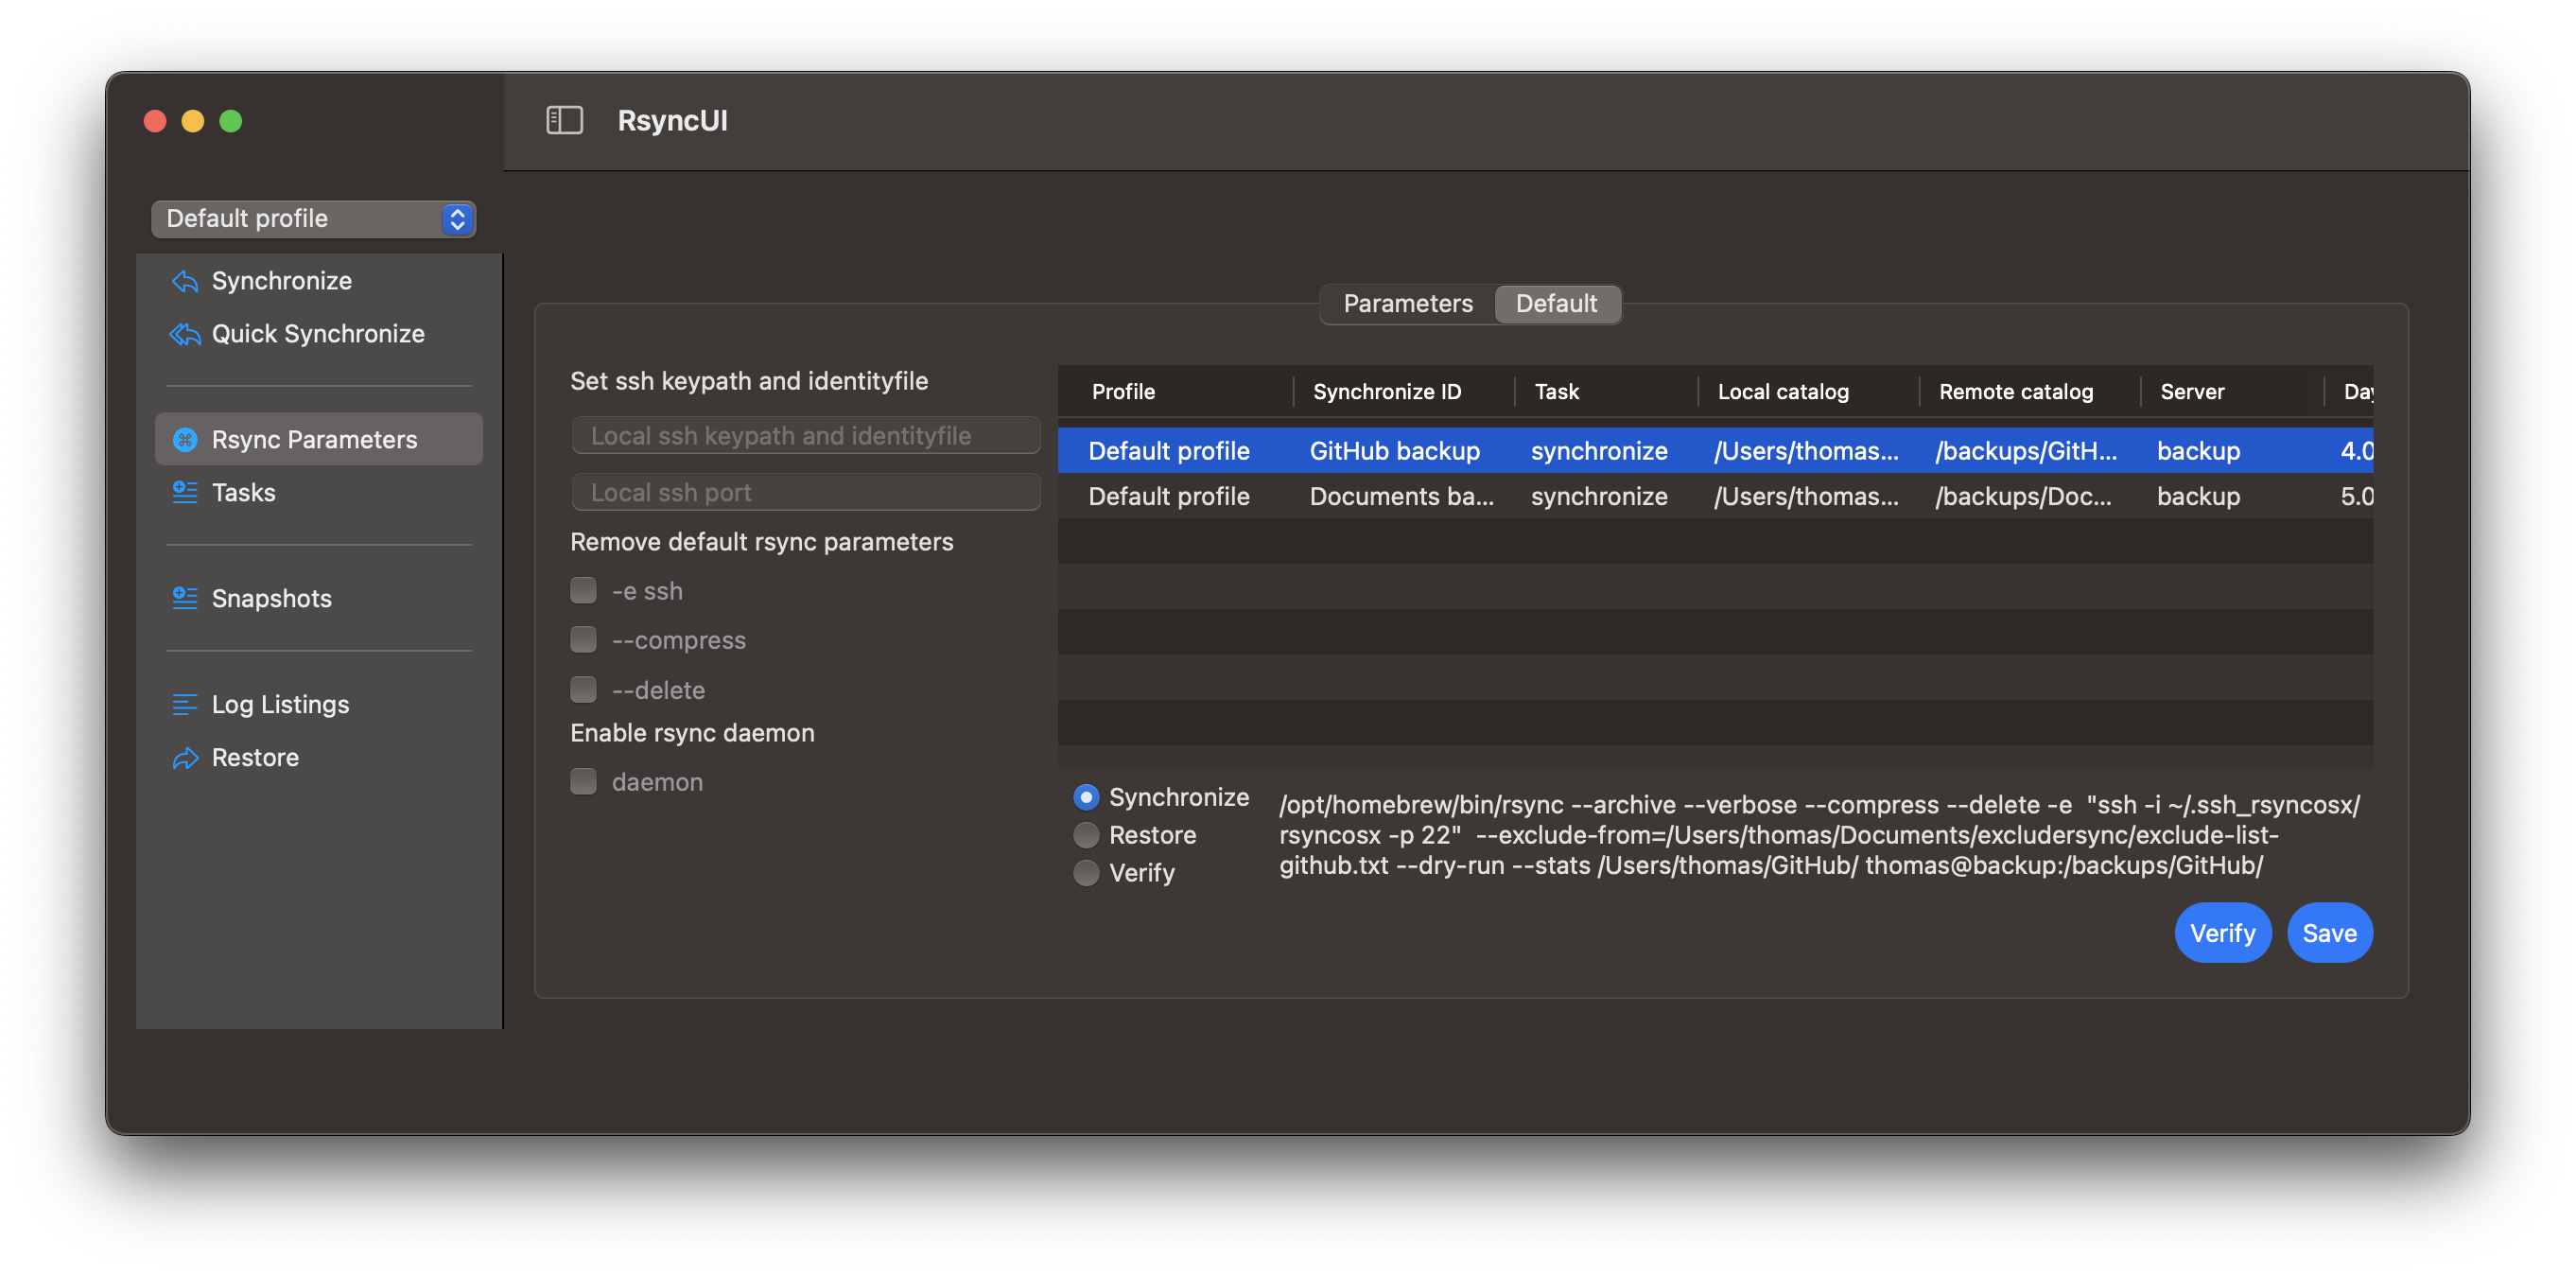 RsyncUI
Default profile
Synchronize
Quick Synchronize
Rsync Parameters
Tasks
Snapshots
Log Listings
Restore
Parameters Default
Set ssh keypath and identityfile
Local ssh keypath and identityfile
Local ssh port
Remove default rsync parameters
-e ssh
--compress
--delete
Enable rsync daemon
daemon
Profile Synchronize ID Task Local catalog Remote catalog Server Day
Default profile GitHub backup synchronize /Users/thomas... /backups/GitH... backup 4.0
Default profile Documents ba... synchronize /Users/thomas... /backups/Doc... backup 5.0
Synchronize
Restore
Verify
/opt/homebrew/bin/rsync --archive --verbose --compress --delete -e  "ssh -i ~/.ssh_rsyncosx/
rsyncosx -p 22"  --exclude-from=/Users/thomas/Documents/excludersync/exclude-list-
github.txt --dry-run --stats /Users/thomas/GitHub/ thomas@backup:/backups/GitHub/
Verify Save